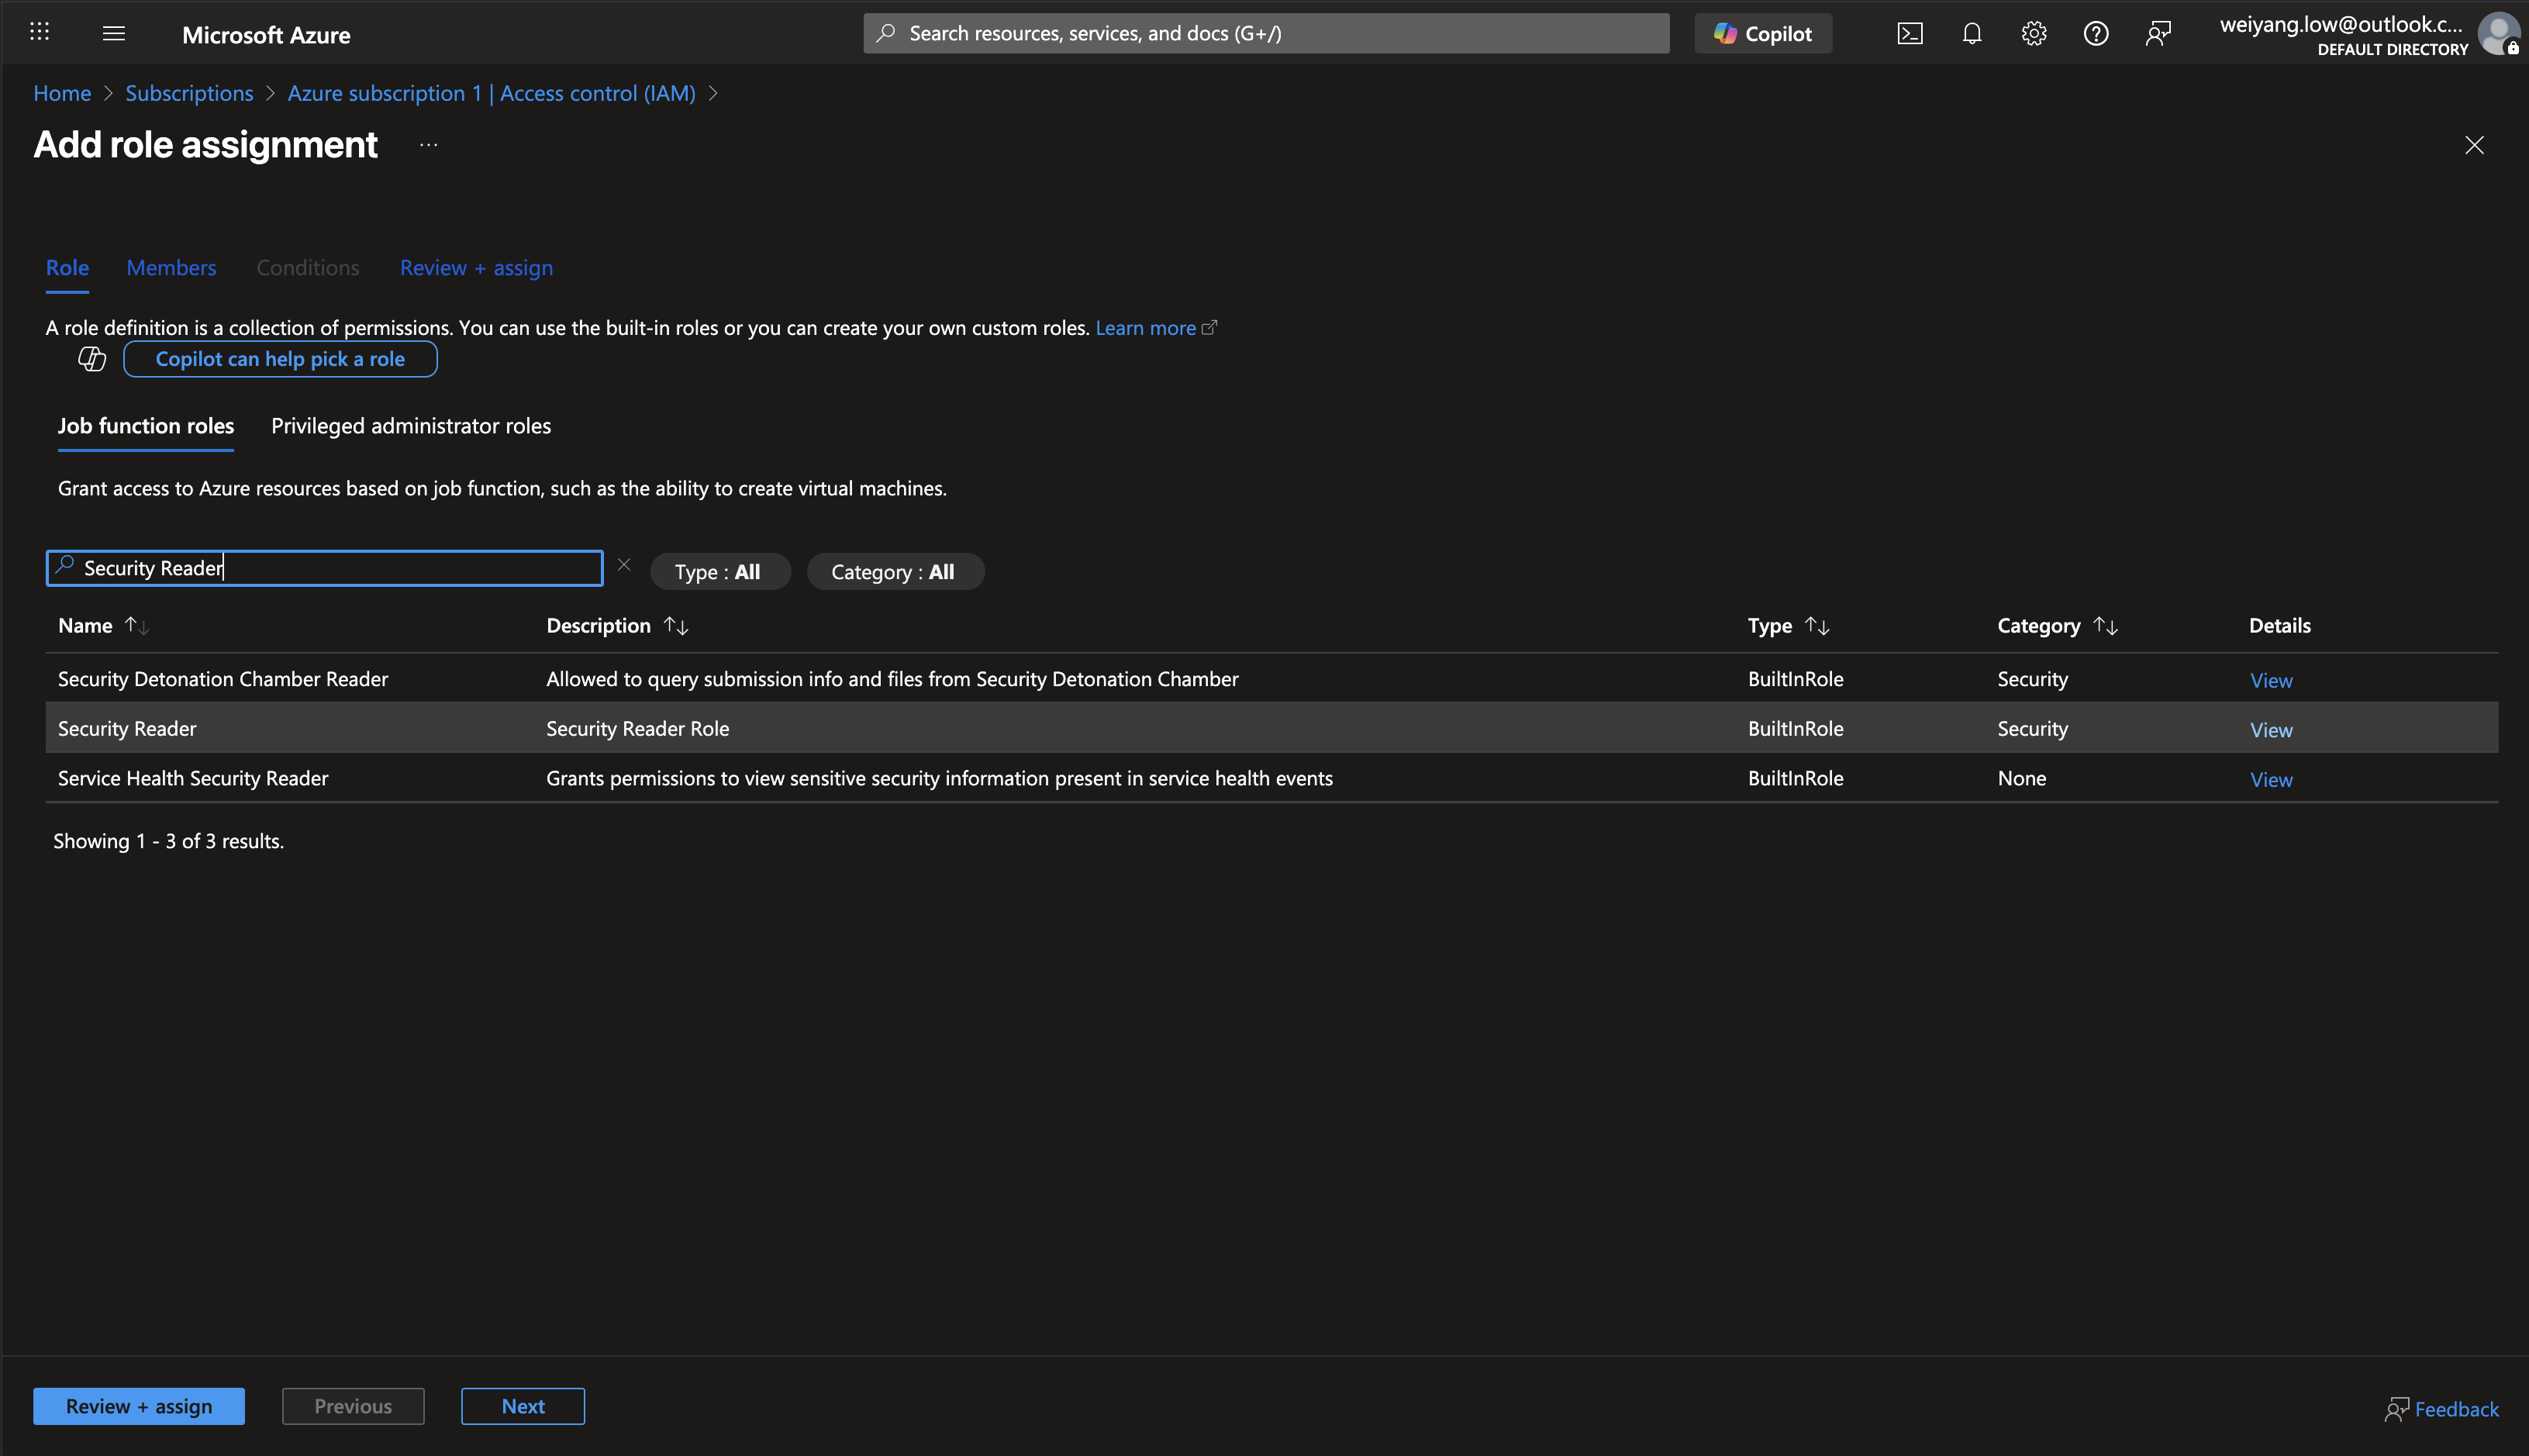 Microsoft Azure
Search resources, services, and docs (G+/)
Copilot
weiyang.low@outlook.c...
DEFAULT DIRECTORY
Home > Subscriptions > Azure subscription 1 | Access control (IAM) >
Add role assignment ...
Role Members Conditions Review + assign
A role definition is a collection of permissions. You can use the built-in roles or you can create your own custom roles. Learn more
Copilot can help pick a role
Job function roles Privileged administrator roles
Grant access to Azure resources based on job function, such as the ability to create virtual machines.
Security Reader Type : All Category : All
Name Description Type Category Details
Security Detonation Chamber Reader Allowed to query submission info and files from Security Detonation Chamber BuiltInRole Security View
Security Reader Security Reader Role BuiltInRole Security View
Service Health Security Reader Grants permissions to view sensitive security information present in service health events BuiltInRole None View
Showing 1 - 3 of 3 results.
Review + assign Previous Next Feedback